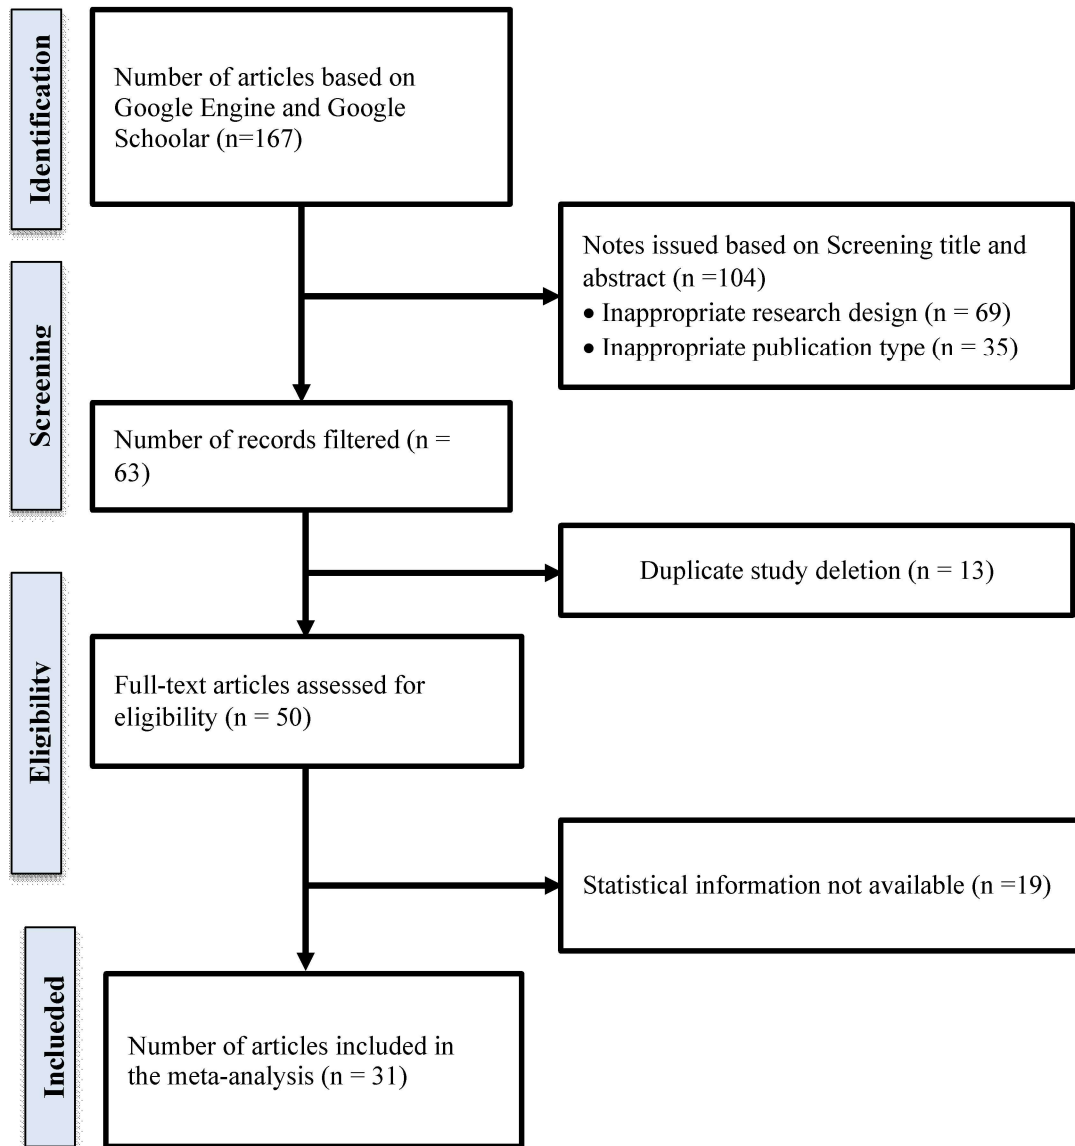 Identification
Number of articles based on
Google Engine and Google
Schoolar (n=167)
Notes issued based on Screening title and
abstract (n =104)
• Inappropriate research design (n = 69)
• Inappropriate publication type (n = 35)
Screening
Number of records filtered (n =
63)
Duplicate study deletion (n = 13)
Eligibility
Full-text articles assessed for
eligibility (n = 50)
Statistical information not available (n =19)
Inclueded
Number of articles included in
the meta-analysis (n = 31)